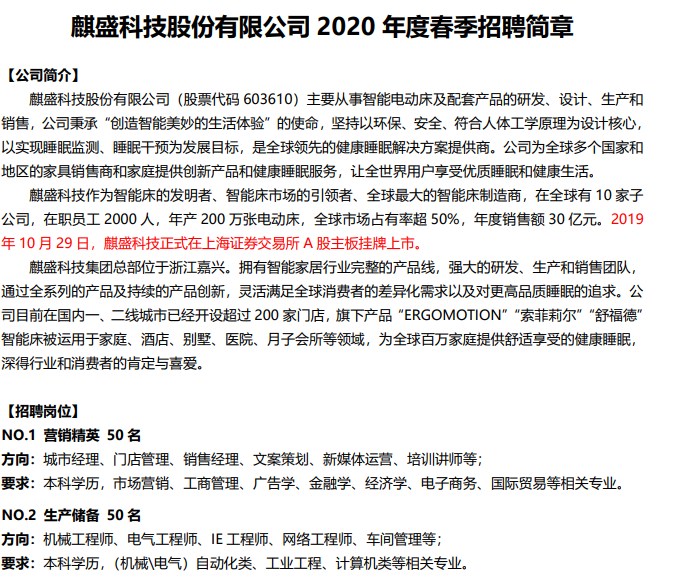 麒盛科技股份有限公司 2020 年度春季招聘简章
【公司简介】
麒盛科技股份有限公司（股票代码 603610）主要从事智能电动床及配套产品的研发、设计、生产和
销售，公司秉承“创造智能美妙的生活体验”的使命，坚持以环保、安全、符合人体工学原理为设计核心，
以实现睡眠监测、睡眠干预为发展目标，是全球领先的健康睡眠解决方案提供商。公司为全球多个国家和
地区的家具销售商和家庭提供创新产品和健康睡眠服务，让全世界用户享受优质睡眠和健康生活。
麒盛科技作为智能床的发明者、智能床市场的引领者、全球最大的智能床制造商，在全球有 10 家子
公司，在职员工 2000 人，年产 200 万张电动床，全球市场占有率超 50%，年度销售额 30 亿元。2019
年 10 月 29 日，麒盛科技正式在上海证券交易所 A 股主板挂牌上市。
麒盛科技集团总部位于浙江嘉兴。拥有智能家居行业完整的产品线，强大的研发、生产和销售团队，
通过全系列的产品及持续的产品创新，灵活满足全球消费者的差异化需求以及对更高品质睡眠的追求。公
司目前在国内一、二线城市已经开设超过 200 家门店，旗下产品“ERGOMOTION”“索菲莉尔”“舒福德”
智能床被运用于家庭、酒店、别墅、医院、月子会所等领域，为全球百万家庭提供舒适享受的健康睡眠，
深得行业和消费者的肯定与喜爱。
【招聘岗位】
NO.1 营销精英 50 名
方向：城市经理、门店管理、销售经理、文案策划、新媒体运营、培训讲师等；
要求：本科学历，市场营销、工商管理、广告学、金融学、经济学、电子商务、国际贸易等相关专业。
NO.2 生产储备 50 名
方向：机械工程师、电气工程师、IE 工程师、网络工程师、车间管理等；
要求：本科学历，（机械\电气）自动化类、工业工程、计算机类等相关专业。